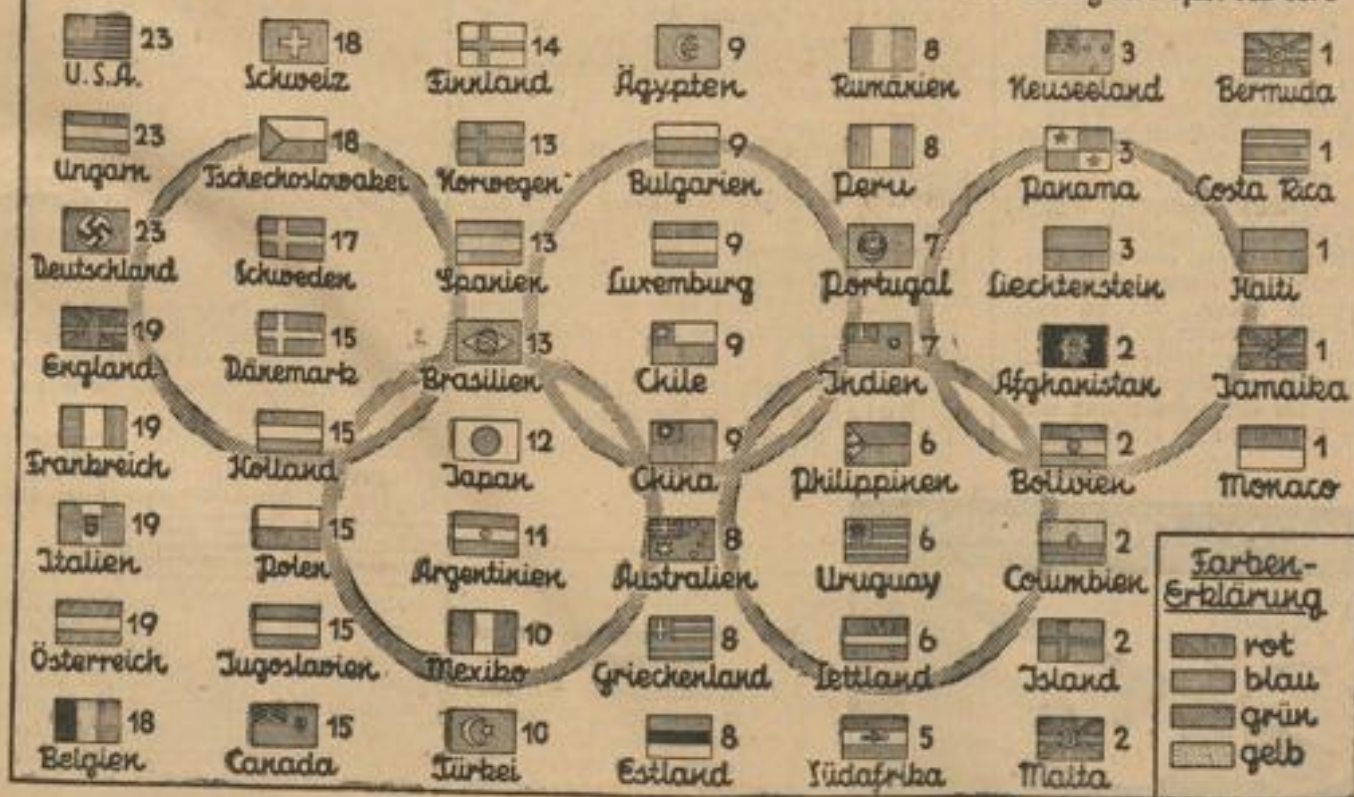 23
U.S.A.
23
Ungarn
23
Deutschland
19
England
19
Frankreich
19
Italien
19
Österreich
18
Belgien
18
Schweiz
18
Tschechoslowakei
17
Schweden
15
Dänemark
15
Holland
15
Polen
15
Jugoslavien
15
Canada
14
Finnland
13
Norwegen
13
Spanien
13
Brasilien
12
Japan
11
Argentinien
10
Mexiko
10
Türkei
9
Ägypten
9
Bulgarien
9
Luxemburg
9
Chile
9
China
8
Australien
8
Griechenland
8
Estland
8
Rumänien
8
Peru
7
Portugal
7
Indien
6
Philippinen
6
Uruguay
6
Lettland
5
Südafrika
3
Neuseeland
3
Panama
3
Liechtenstein
2
Afghanistan
2
Bolivien
2
Columbien
2
Island
2
Malta
1
Bermuda
1
Costa Rica
1
Haiti
1
Jamaika
1
Monaco
Farben-
Erklärung
rot
blau
grün
gelb